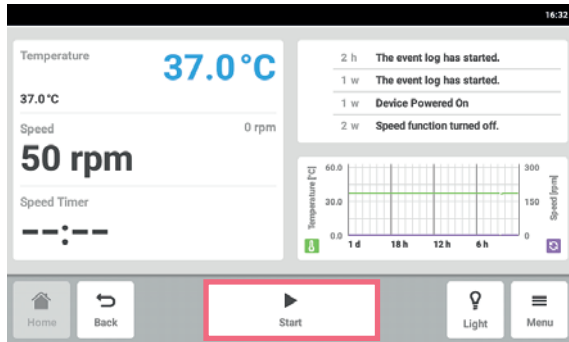 16:32
Temperature
37.0°C
37.0°C
Speed
0 rpm
50 rpm
Speed Timer
--:--
2 h The event log has started.
1 w The event log has started.
1 w Device Powered On
2 w Speed function turned off.
Temperature [°C]
60.0
30.0
0.0
1 d 18 h 12 h 6 h
300
150
0
Speed [rpm]
Home
Back
Start
Light
Menu